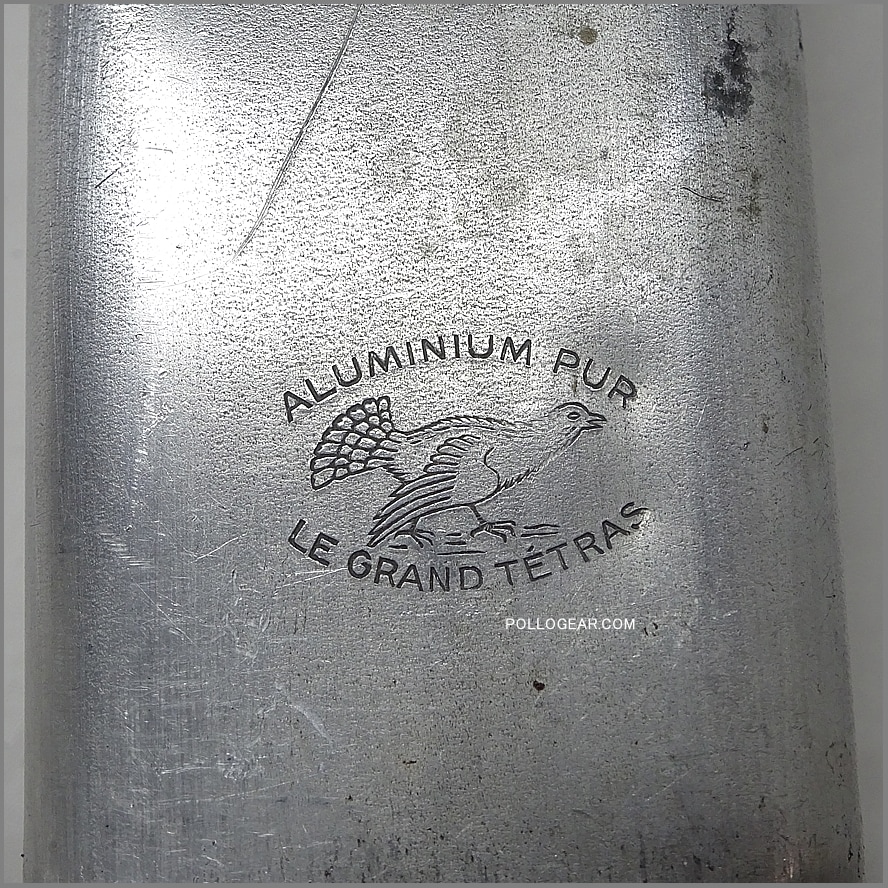 ALUMINIUM PUR
LE GRAND TÉTRAS
POLLOGEAR.COM